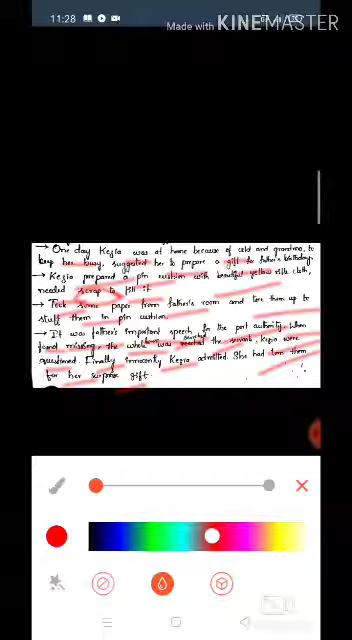 11:28
Made with KINEMASTER
→ One day Kezia was at home because of cold and grandma, to
keep her busy, suggested her to prepare a gift for father's birthday.
→ Kezia prepared a pin cushion with beautiful yellow silk cloth,
needed scrap to fill it
→ Took some paper from father's room and tore them up to
stuff them in pin cushion.
→ It was father's important speech for the port authority. When
found missing, the whole house was searched the servants, Kezia were
questioned. Finally innocently Kezia admitted. She had torn them
for her surprise gift.